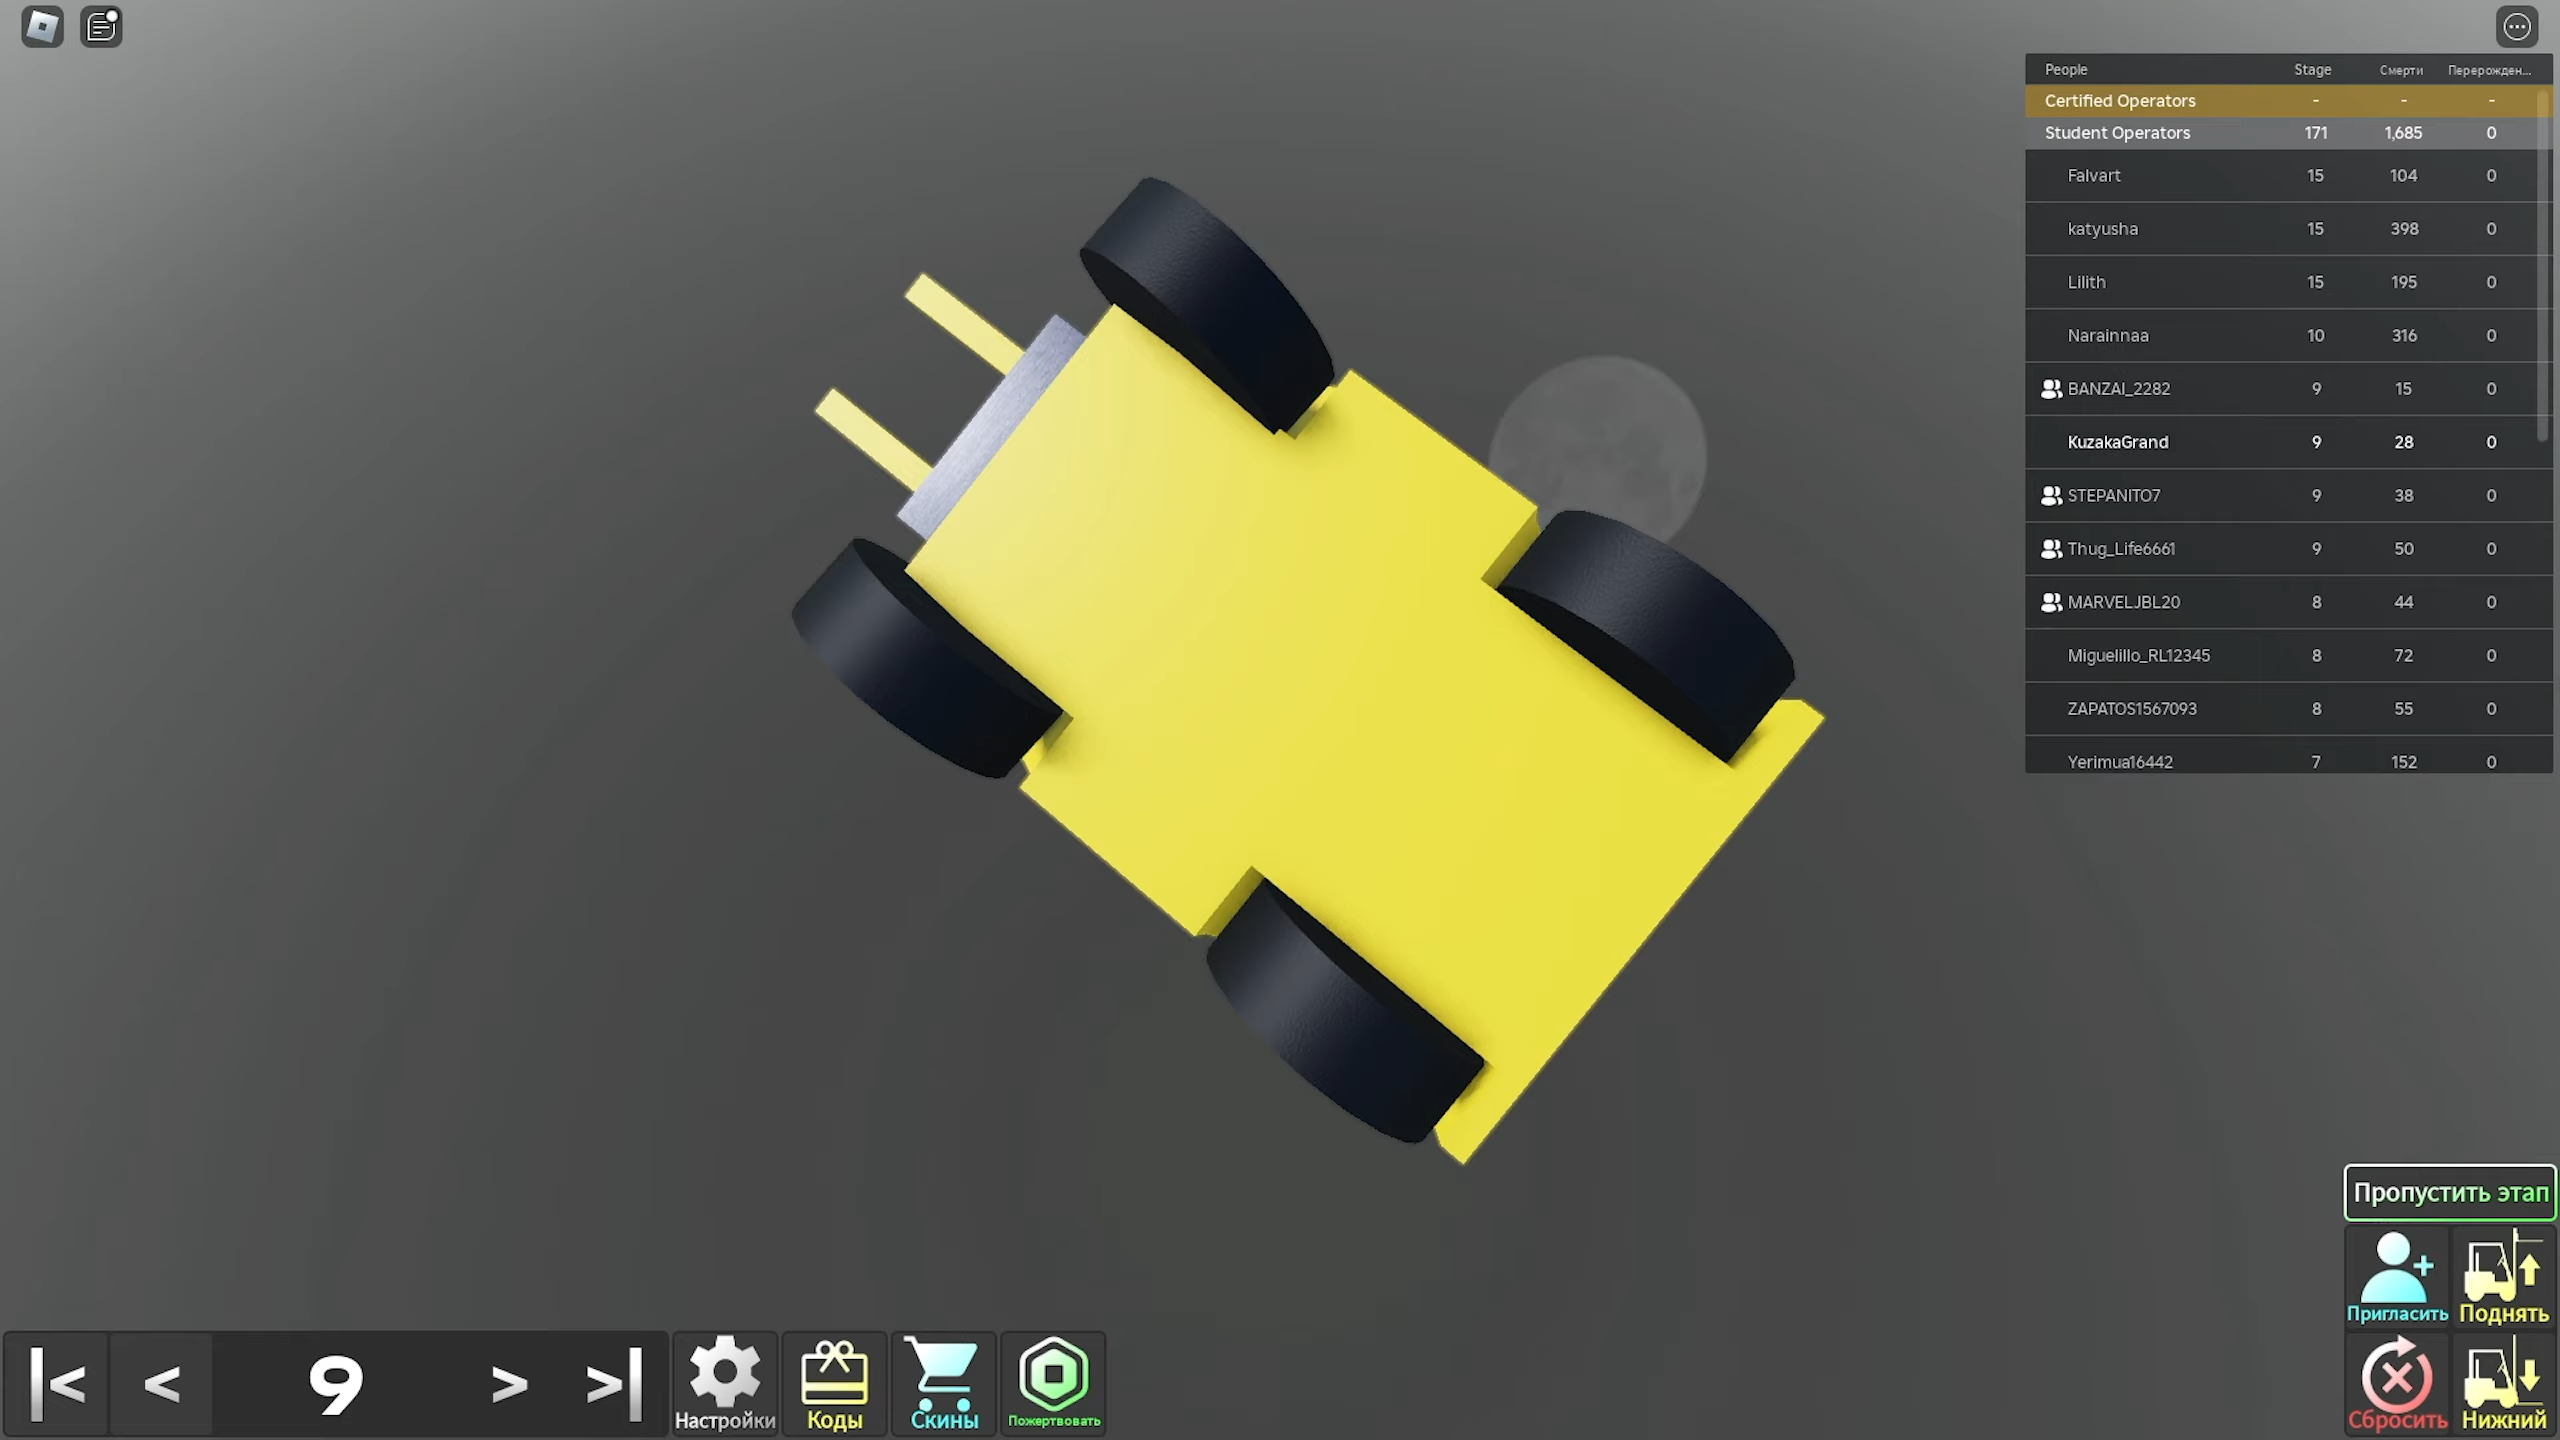 People Stage Смерти Перерожден...
Certified Operators - - -
Student Operators 171 1,685 0
Falvart 15 104 0
katyusha 15 398 0
Lilith 15 195 0
Narainnaa 10 316 0
BANZAI_2282 9 15 0
KuzakaGrand 9 28 0
STEPANITO7 9 38 0
Thug_Life6661 9 50 0
MARVELJBL20 8 44 0
Miguelillo_RL12345 8 72 0
ZAPATOS1567093 8 55 0
Yerimua16442 7 152 0
Пропустить этап
Пригласить Поднять
Сбросить Нижний
|< < 9 > >|
Настройки Коды Скины Пожертвовать